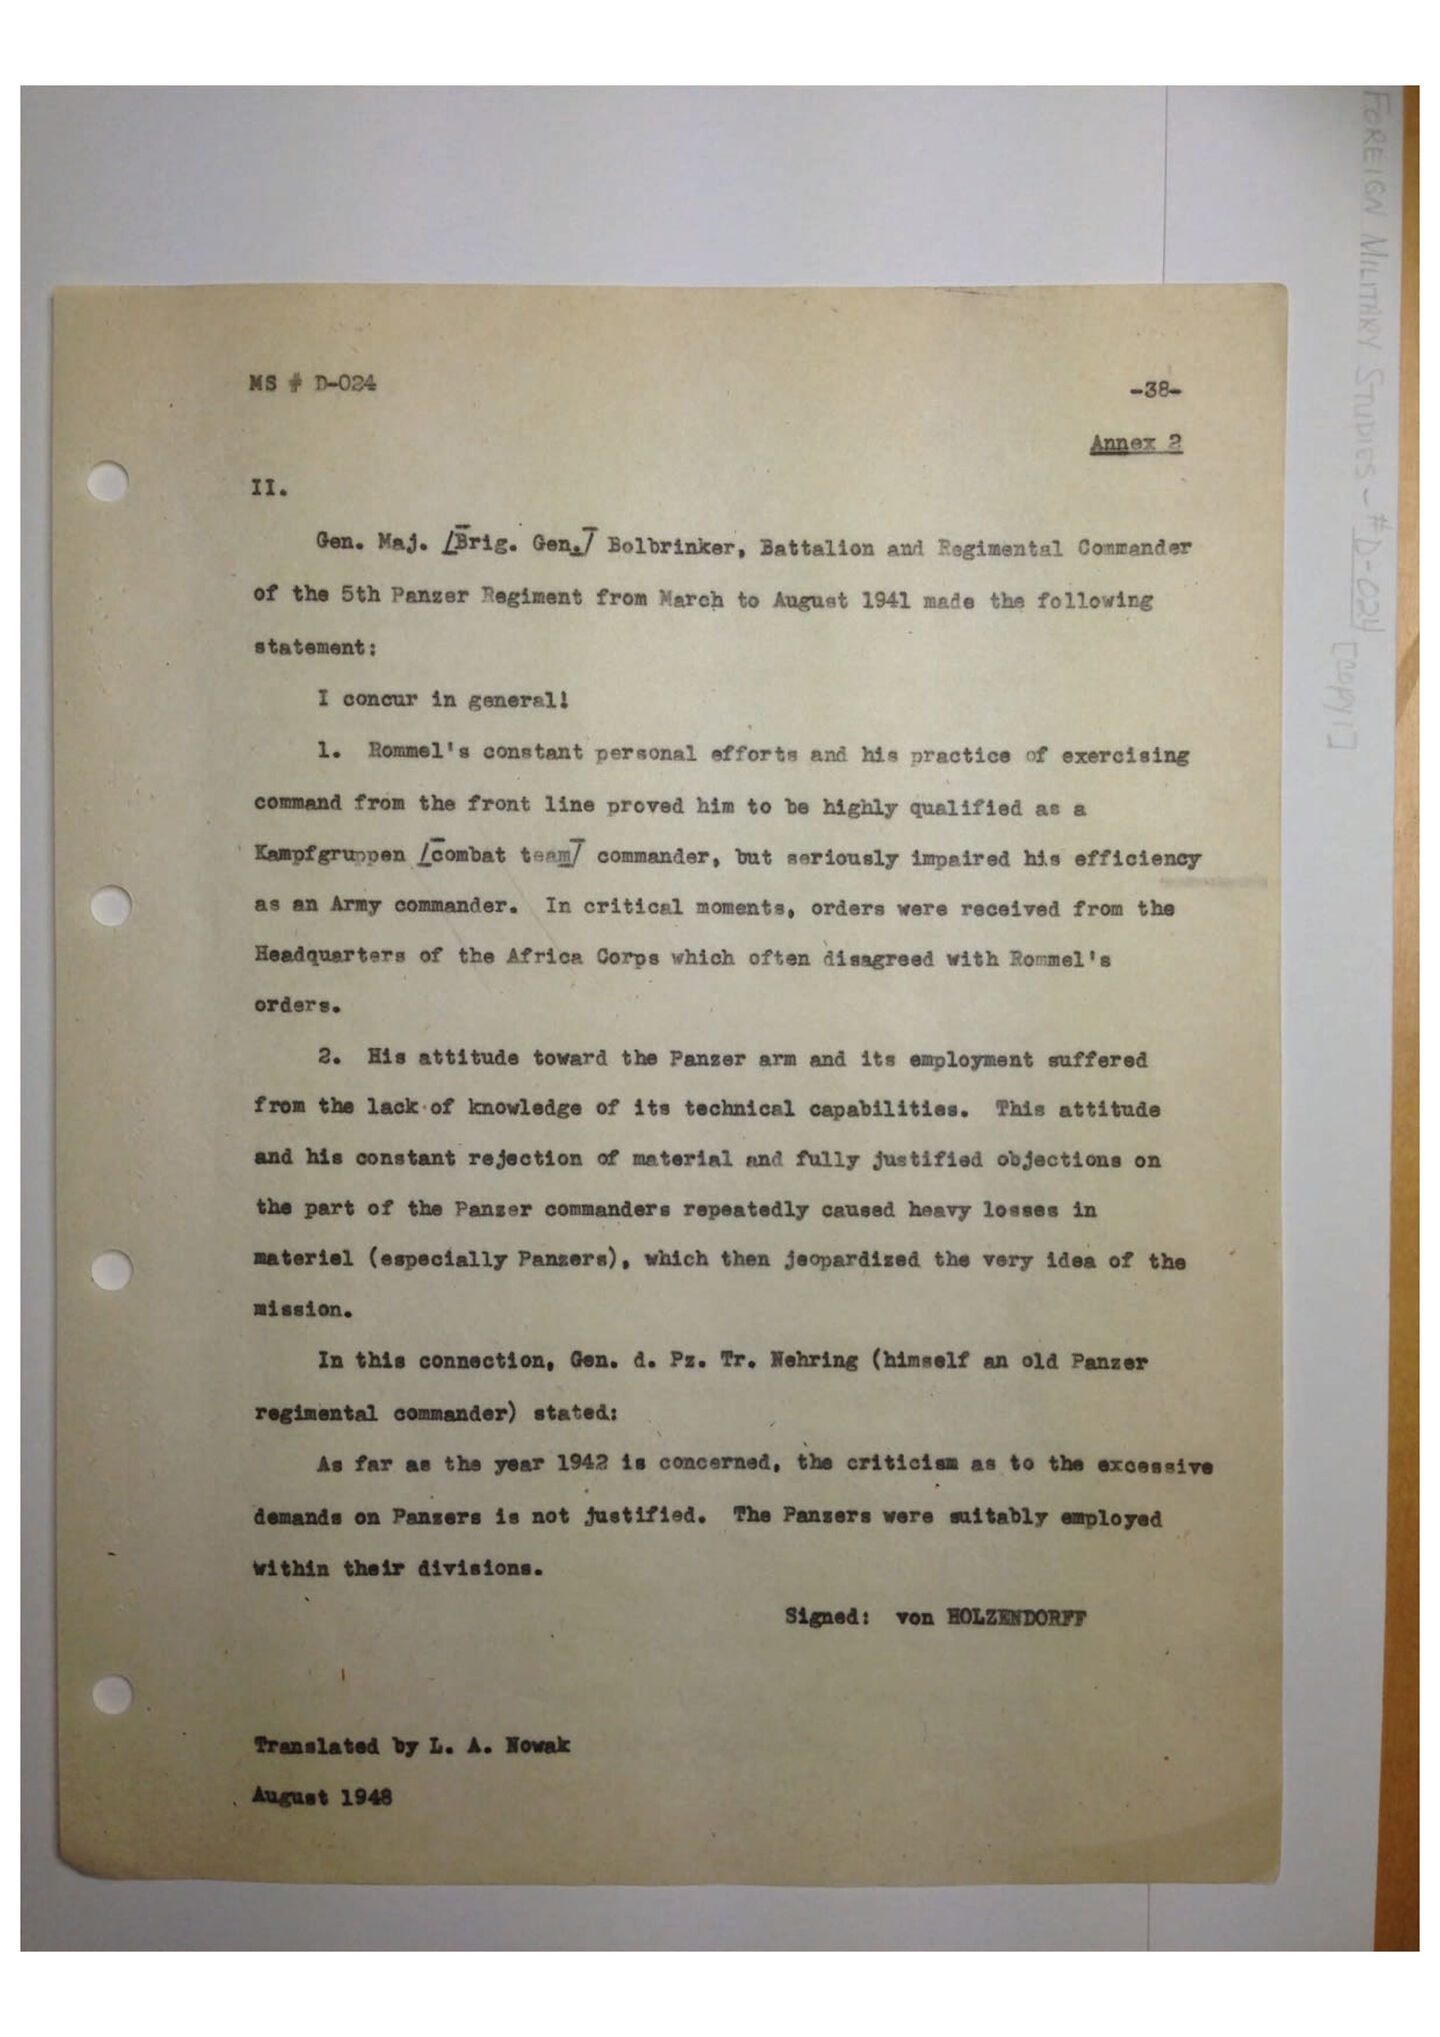 MS # D-024
-38-
Annex 2
II.
Gen. Maj. [Brig. Gen.] Bolbrinker, Battalion and Regimental Commander
of the 5th Panzer Regiment from March to August 1941 made the following
statement:
I concur in general!
1. Rommel's constant personal efforts and his practice of exercising
command from the front line proved him to be highly qualified as a
Kampfgruppen [combat team] commander, but seriously impaired his efficiency
as an Army commander. In critical moments, orders were received from the
Headquarters of the Africa Corps which often disagreed with Rommel's
orders.
2. His attitude toward the Panzer arm and its employment suffered
from the lack of knowledge of its technical capabilities. This attitude
and his constant rejection of material and fully justified objections on
the part of the Panzer commanders repeatedly caused heavy losses in
materiel (especially Panzers), which then jeopardized the very idea of the
mission.
In this connection, Gen. d. Pz. Tr. Nehring (himself an old Panzer
regimental commander) stated:
As far as the year 1942 is concerned, the criticism as to the excessive
demands on Panzers is not justified. The Panzers were suitably employed
within their divisions.
Signed: von HOLZENDORFF
Translated by L. A. Nowak
August 1948
FOREIGN MILITARY STUDIES - #D-024
[COPY 1]